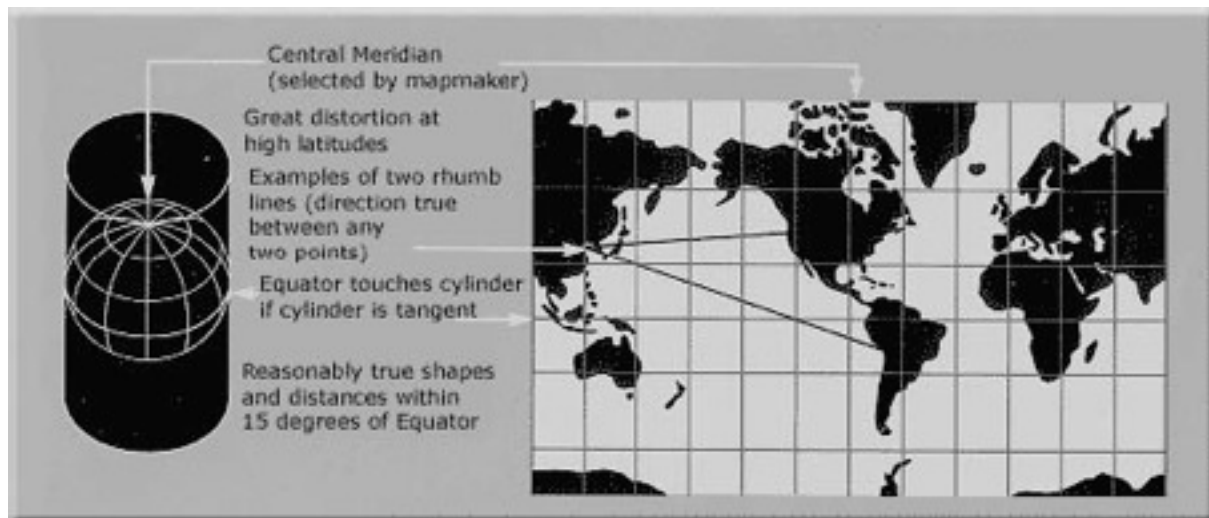 Central Meridian
(selected by mapmaker)
Great distortion at
high latitudes
Examples of two rhumb
lines (direction true
between any
two points)
Equator touches cylinder
if cylinder is tangent
Reasonably true shapes
and distances within
15 degrees of Equator